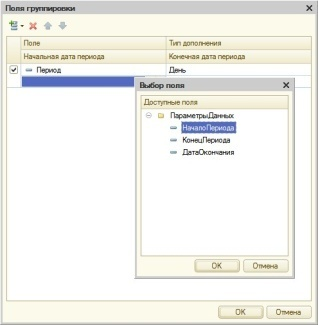 Поля группировки
Поле Тип дополнения
Начальная дата периода Конечная дата периода
Период День
Выбор поля
Доступные поля
ПараметрыДанных
НачалоПериода
КонецПериода
ДатаОкончания
OK Отмена
OK Отмена